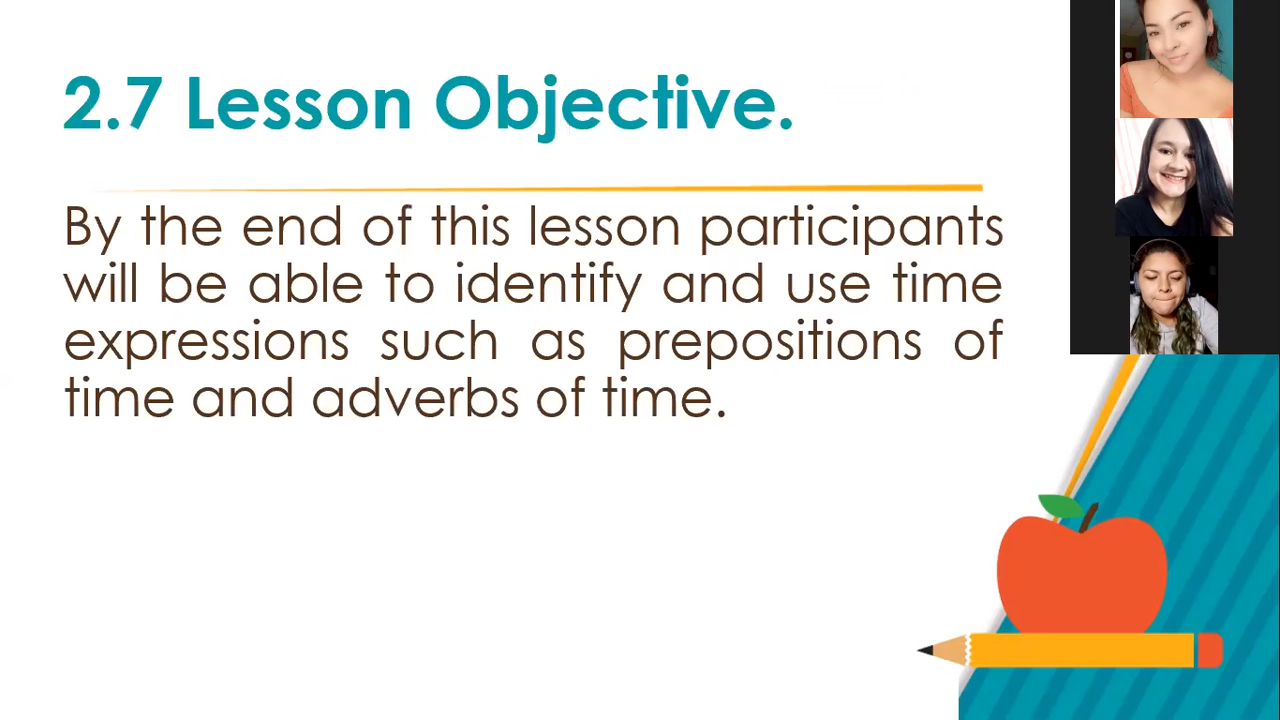 2.7 Lesson Objective.
By the end of this lesson participants
will be able to identify and use time
expressions such as prepositions of
time and adverbs of time.